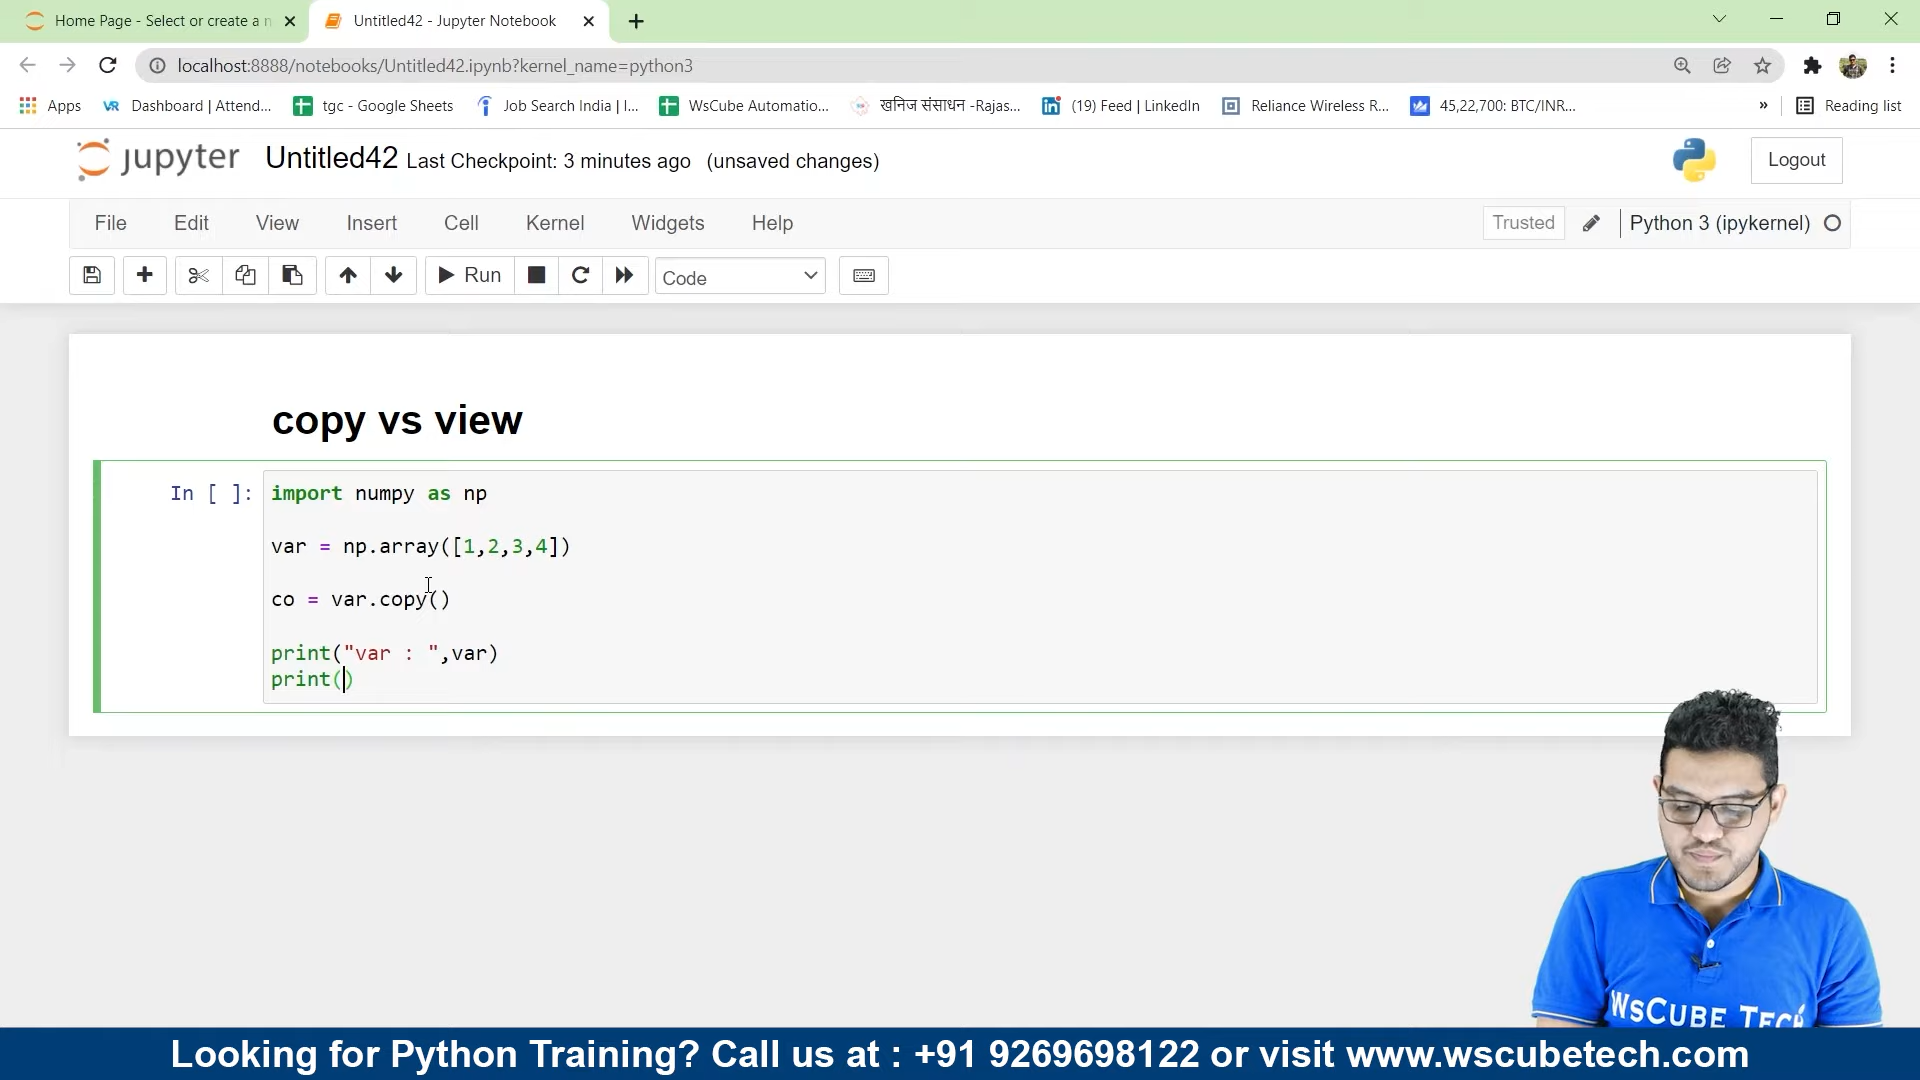 Home Page - Select or create a n
Untitled42 - Jupyter Notebook
localhost:8888/notebooks/Untitled42.ipynb?kernel_name=python3
Apps
VR Dashboard | Attend...
tgc - Google Sheets
Job Search India | I...
WsCube Automatio...
खनिज संसाधन -Rajas...
in (19) Feed | LinkedIn
Reliance Wireless R...
45,22,700: BTC/INR...
»
Reading list
jupyter Untitled42 Last Checkpoint: 3 minutes ago (unsaved changes)
Logout
File Edit View Insert Cell Kernel Widgets Help
Trusted
Python 3 (ipykernel)
Run
Code
copy vs view
In [ ]: import numpy as np
var = np.array([1,2,3,4])
co = var.copy()
print("var : ",var)
print()
WsCUBE TECH
Looking for Python Training? Call us at : +91 9269698122 or visit www.wscubetech.com